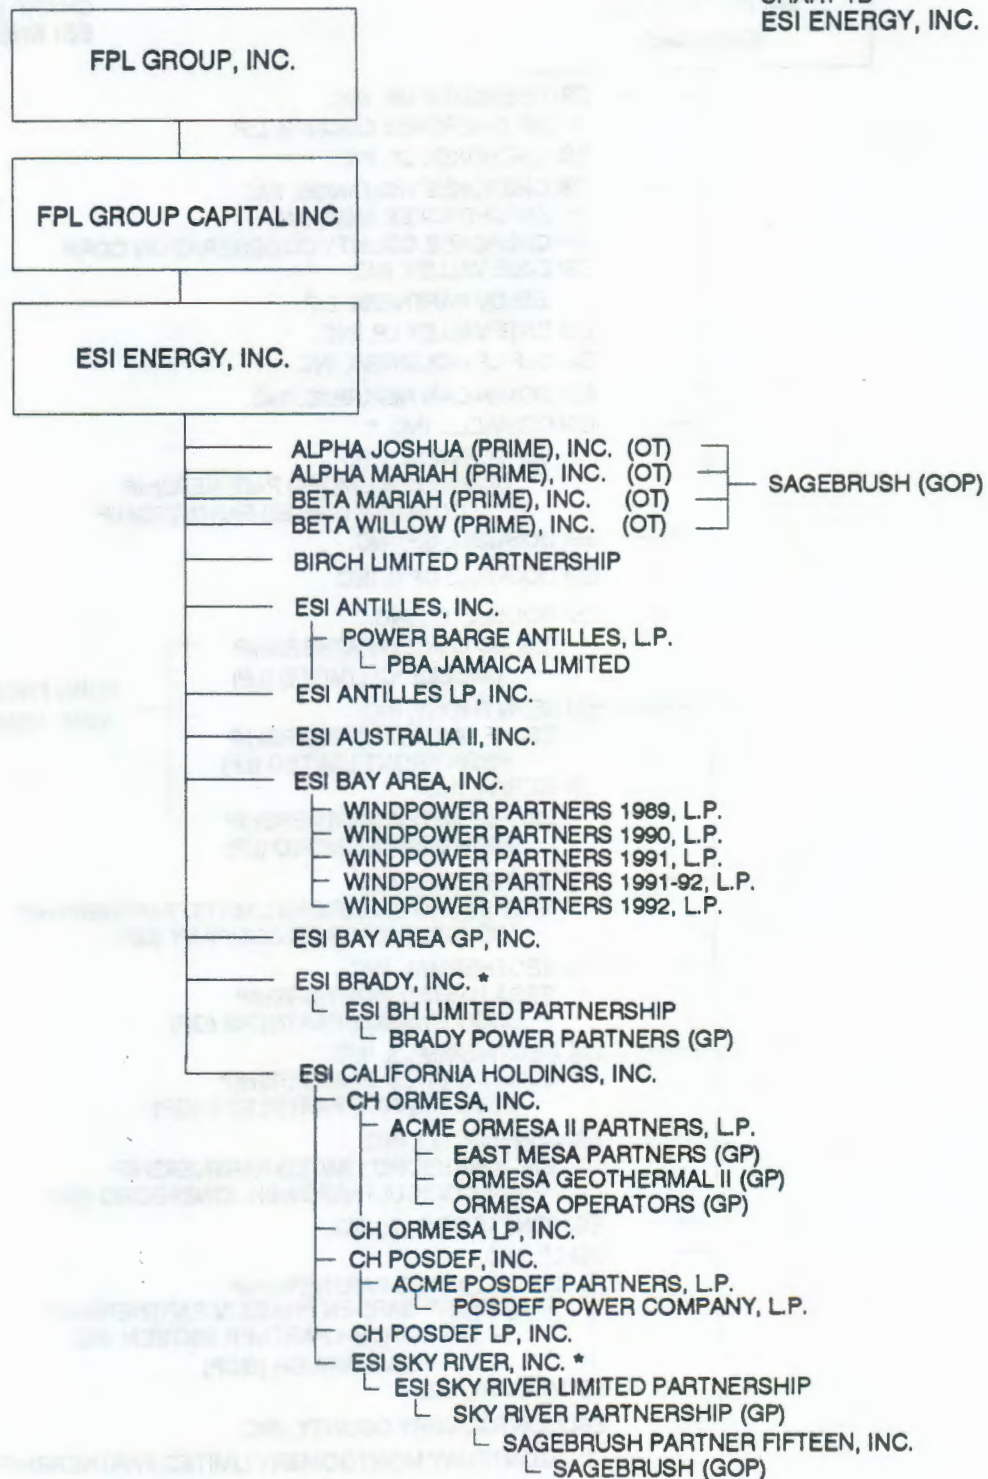 ESI ENERGY, INC.
FPL GROUP, INC.
FPL GROUP CAPITAL INC
ESI ENERGY, INC.
ALPHA JOSHUA (PRIME), INC. (OT)
ALPHA MARIAH (PRIME), INC. (OT)
BETA MARIAH (PRIME), INC. (OT)
BETA WILLOW (PRIME), INC. (OT)
SAGEBRUSH (GOP)
BIRCH LIMITED PARTNERSHIP
ESI ANTILLES, INC.
POWER BARGE ANTILLES, L.P.
PBA JAMAICA LIMITED
ESI ANTILLES LP, INC.
ESI AUSTRALIA II, INC.
ESI BAY AREA, INC.
WINDPOWER PARTNERS 1989, L.P.
WINDPOWER PARTNERS 1990, L.P.
WINDPOWER PARTNERS 1991, L.P.
WINDPOWER PARTNERS 1991-92, L.P.
WINDPOWER PARTNERS 1992, L.P.
ESI BAY AREA GP, INC.
ESI BRADY, INC. *
ESI BH LIMITED PARTNERSHIP
BRADY POWER PARTNERS (GP)
ESI CALIFORNIA HOLDINGS, INC.
CH ORMESA, INC.
ACME ORMESA II PARTNERS, L.P.
EAST MESA PARTNERS (GP)
ORMESA GEOTHERMAL II (GP)
ORMESA OPERATORS (GP)
CH ORMESA LP, INC.
CH POSDEF, INC.
ACME POSDEF PARTNERS, L.P.
POSDEF POWER COMPANY, L.P.
CH POSDEF LP, INC.
ESI SKY RIVER, INC. *
ESI SKY RIVER LIMITED PARTNERSHIP
SKY RIVER PARTNERSHIP (GP)
SAGEBRUSH PARTNER FIFTEEN, INC.
SAGEBRUSH (GOP)